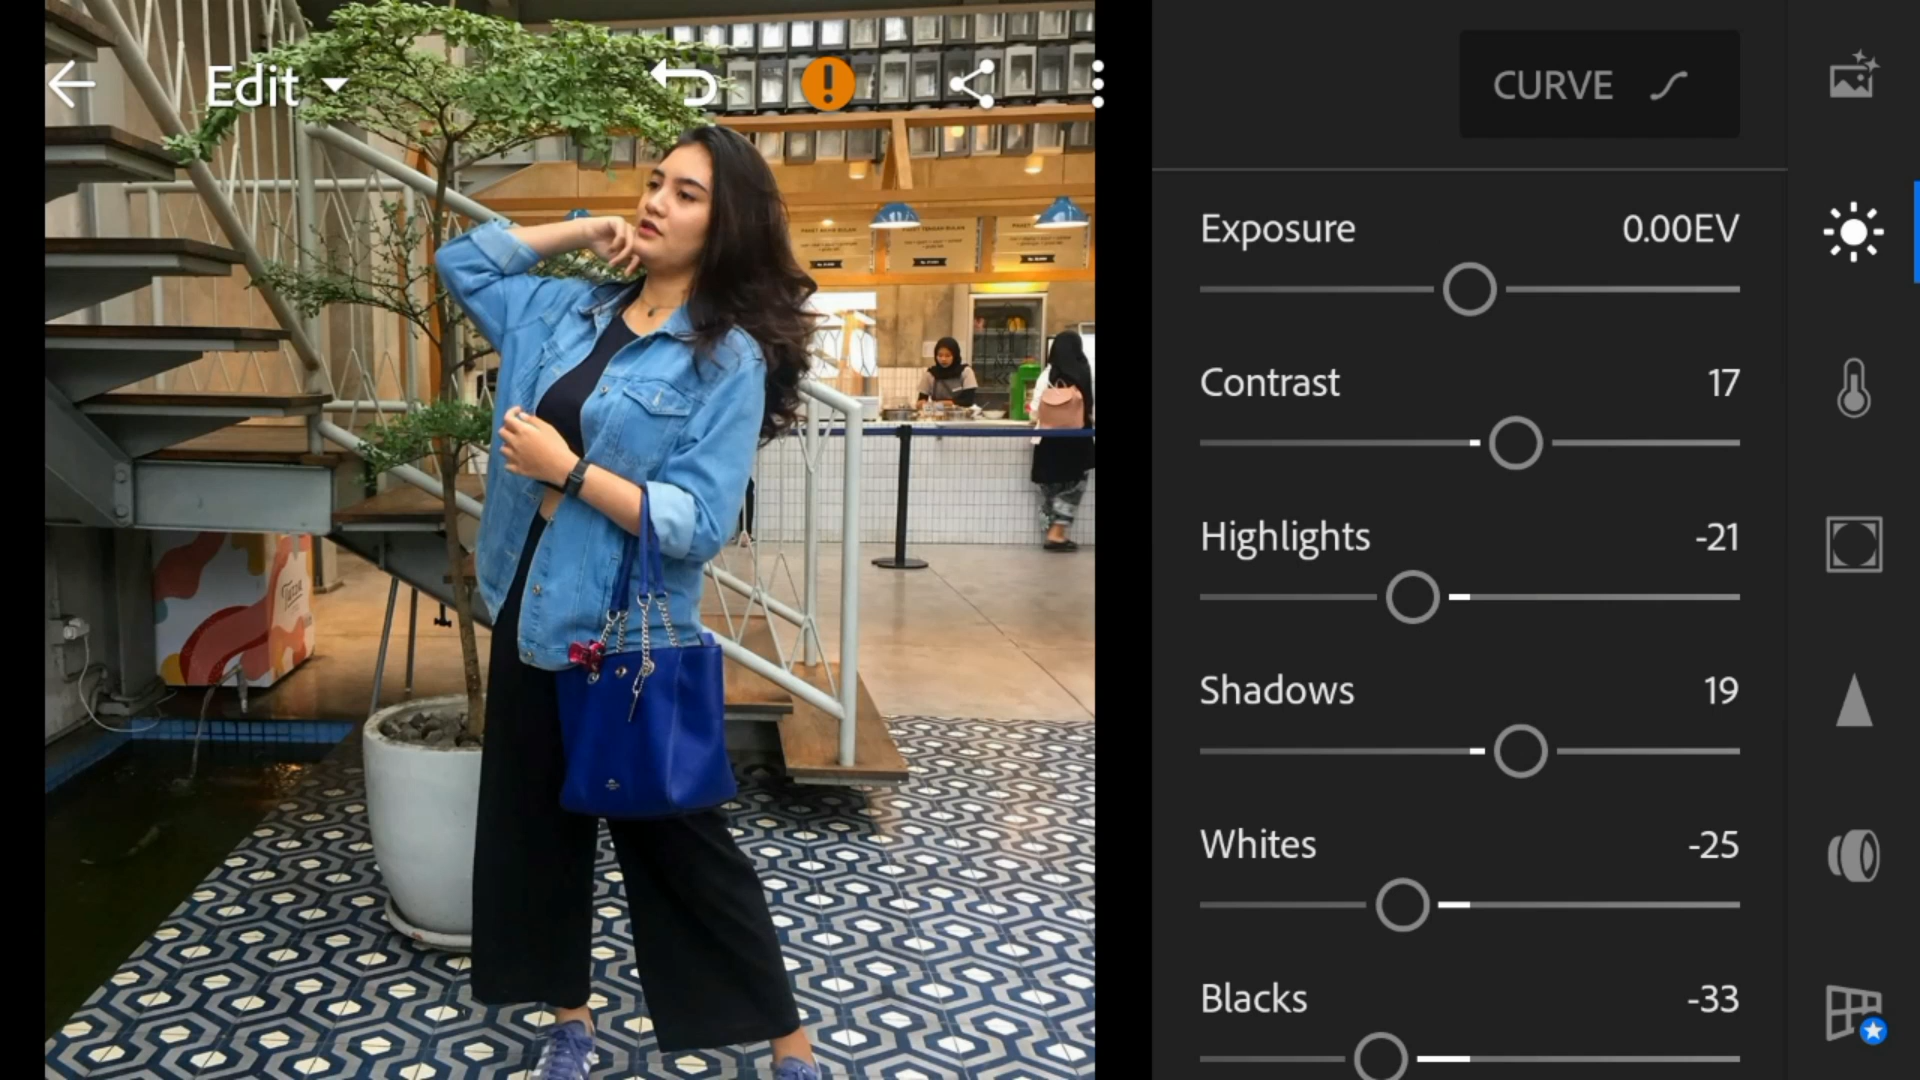 Edit
CURVE
Exposure 0.00EV
Contrast 17
Highlights -21
Shadows 19
Whites -25
Blacks -33